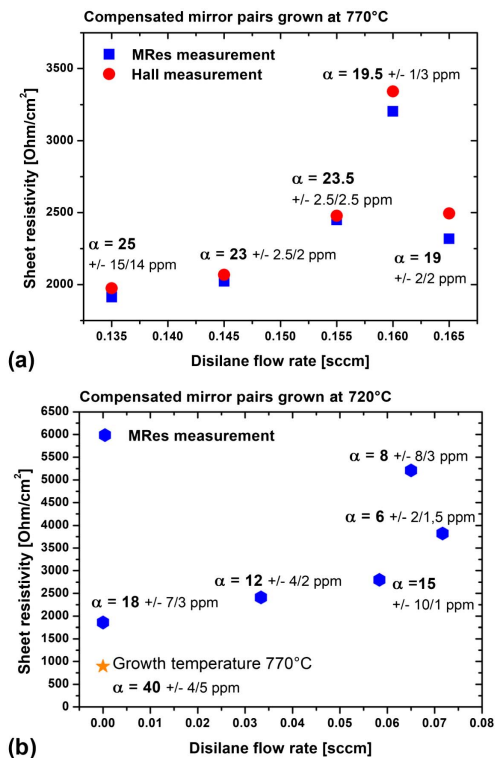 Compensated mirror pairs grown at 770°C
MRes measurement
Hall measurement
α = 19.5 +/- 1/3 ppm
α = 23.5
+/- 2.5/2.5 ppm
α = 25
+/- 15/14 ppm
α = 23 +/- 2.5/2 ppm
α = 19
+/- 2/2 ppm
Sheet resistivity [Ohm/cm²]
3500
3000
2500
2000
0.135 0.140 0.145 0.150 0.155 0.160 0.165
Disilane flow rate [sccm]
(a)
Compensated mirror pairs grown at 720°C
MRes measurement
α = 8 +/- 8/3 ppm
α = 6 +/- 2/1,5 ppm
α = 12 +/- 4/2 ppm
α =15
+/- 10/1 ppm
α = 18 +/- 7/3 ppm
Growth temperature 770°C
α = 40 +/- 4/5 ppm
Sheet resistivity [Ohm/cm²]
6500
6000
5500
5000
4500
4000
3500
3000
2500
2000
1500
1000
500
0
0.00 0.01 0.02 0.03 0.04 0.05 0.06 0.07 0.08
Disilane flow rate [sccm]
(b)